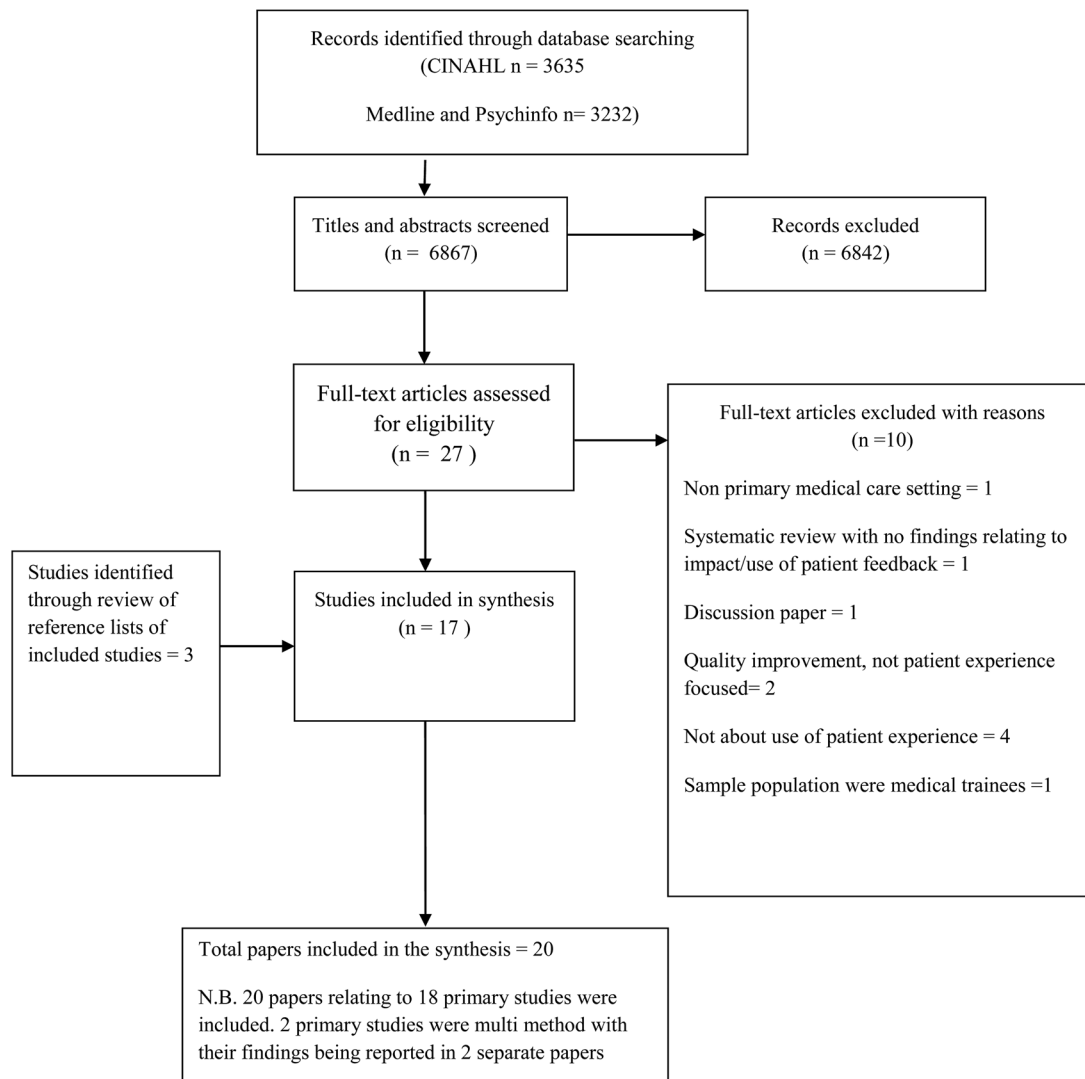 Records identified through database searching
(CINAHL n = 3635
Medline and Psychinfo n= 3232)
Titles and abstracts screened
(n = 6867)
Records excluded
(n = 6842)
Full-text articles assessed
for eligibility
(n = 27 )
Full-text articles excluded with reasons
(n =10)
Non primary medical care setting = 1
Systematic review with no findings relating to
impact/use of patient feedback = 1
Discussion paper = 1
Quality improvement, not patient experience
focused= 2
Not about use of patient experience = 4
Sample population were medical trainees =1
Studies identified
through review of
reference lists of
included studies = 3
Studies included in synthesis
(n = 17 )
Total papers included in the synthesis = 20
N.B. 20 papers relating to 18 primary studies were
included. 2 primary studies were multi method with
their findings being reported in 2 separate papers